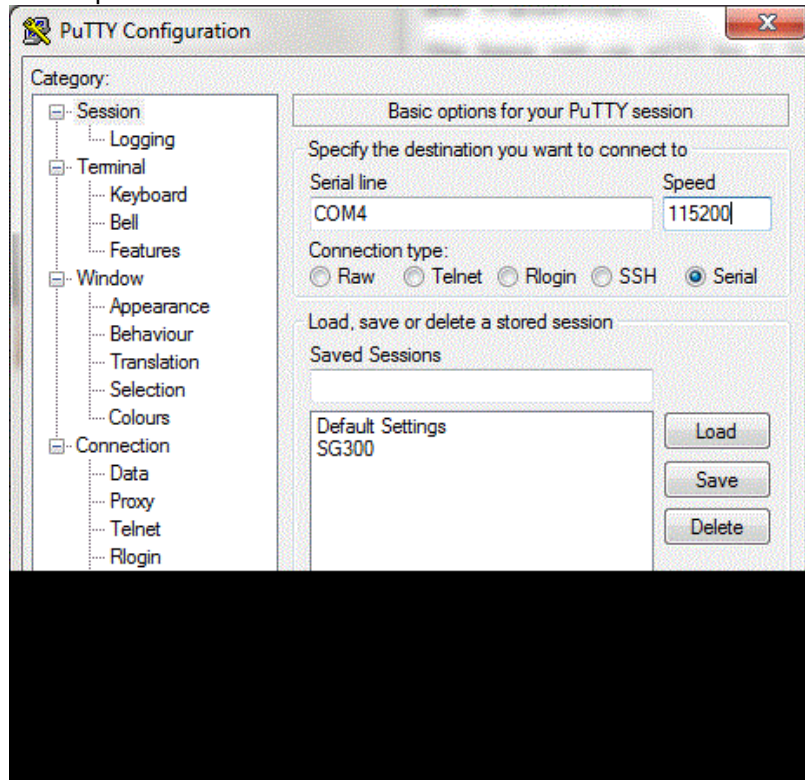 PuTTY Configuration
Category:
Session
Logging
Terminal
Keyboard
Bell
Features
Window
Appearance
Behaviour
Translation
Selection
Colours
Connection
Data
Proxy
Telnet
Rlogin
Basic options for your PuTTY session
Specify the destination you want to connect to
Serial line Speed
COM4 115200
Connection type:
Raw Telnet Rlogin SSH Serial
Load, save or delete a stored session
Saved Sessions
Default Settings
SG300
Load
Save
Delete